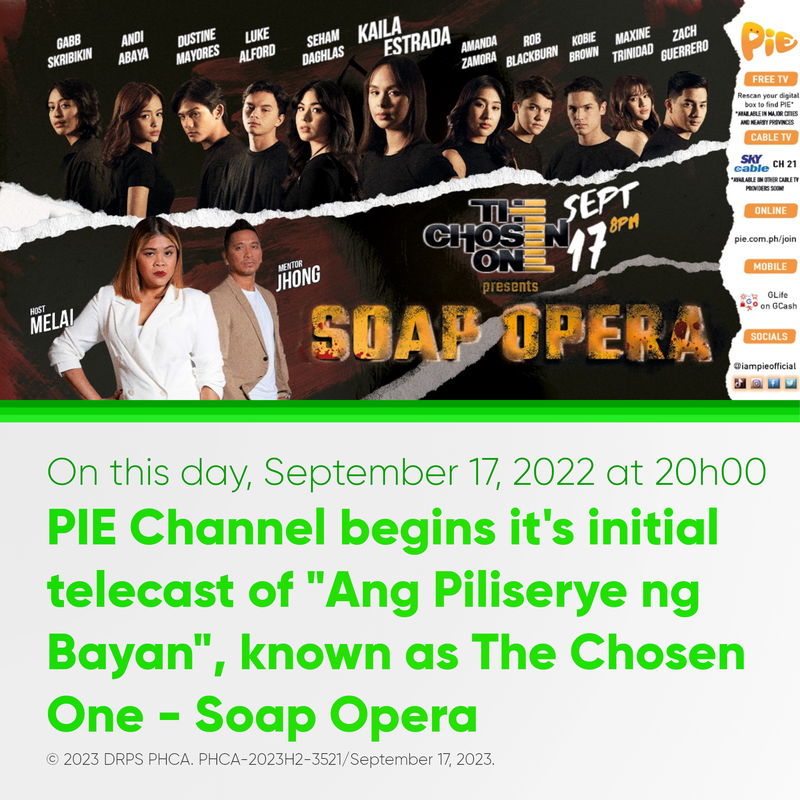 GABB
SKRIBIKIN
ANDI
ABAYA
DUSTINE
MAYORES
LUKE
ALFORD
SEHAM
DAGHLAS
KAILA
ESTRADA
AMANDA
ZAMORA
ROB
BLACKBURN
KOBIE
BROWN
MAXINE
TRINIDAD
ZACH
GUERRERO
PiE
FREE TV
Rescan your digital
box to find PIE*
*AVAILABLE IN MAJOR CITIES
AND NEARBY PROVINCES
CABLE TV
SKY
cable
CH 21
*AVAILABLE ON OTHER CABLE TV
PROVIDERS SOON!
ONLINE
pie.com.ph/join
MOBILE
GLife
on GCash
SOCIALS
@iampieofficial
HOST
MELAI
MENTOR
JHONG
THE
CHOSEN
ONE
SEPT
17
8PM
presents
SOAP OPERA
On this day, September 17, 2022 at 20h00
PIE Channel begins it's initial
telecast of "Ang Piliserye ng
Bayan", known as The Chosen
One - Soap Opera
© 2023 DRPS PHCA. PHCA-2023H2-3521/September 17, 2023.